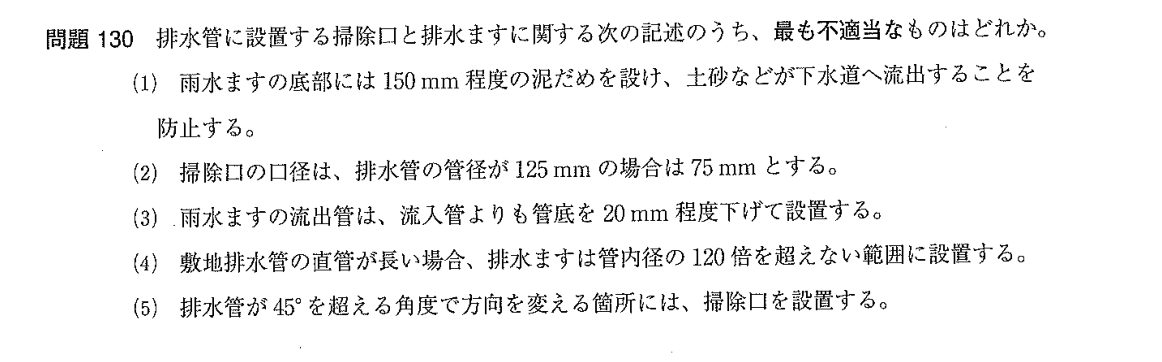 問題 130 排水管に設置する掃除口と排水ますに関する次の記述のうち、最も不適当なものはどれか。
(1) 雨水ますの底部には 150 mm 程度の泥だめを設け、土砂などが下水道へ流出することを
防止する。
(2) 掃除口の口径は、排水管の管径が 125 mm の場合は 75 mm とする。
(3) 雨水ますの流出管は、流入管よりも管底を 20 mm 程度下げて設置する。
(4) 敷地排水管の直管が長い場合、排水ますは管内径の 120 倍を超えない範囲に設置する。
(5) 排水管が 45° を超える角度で方向を変える箇所には、掃除口を設置する。